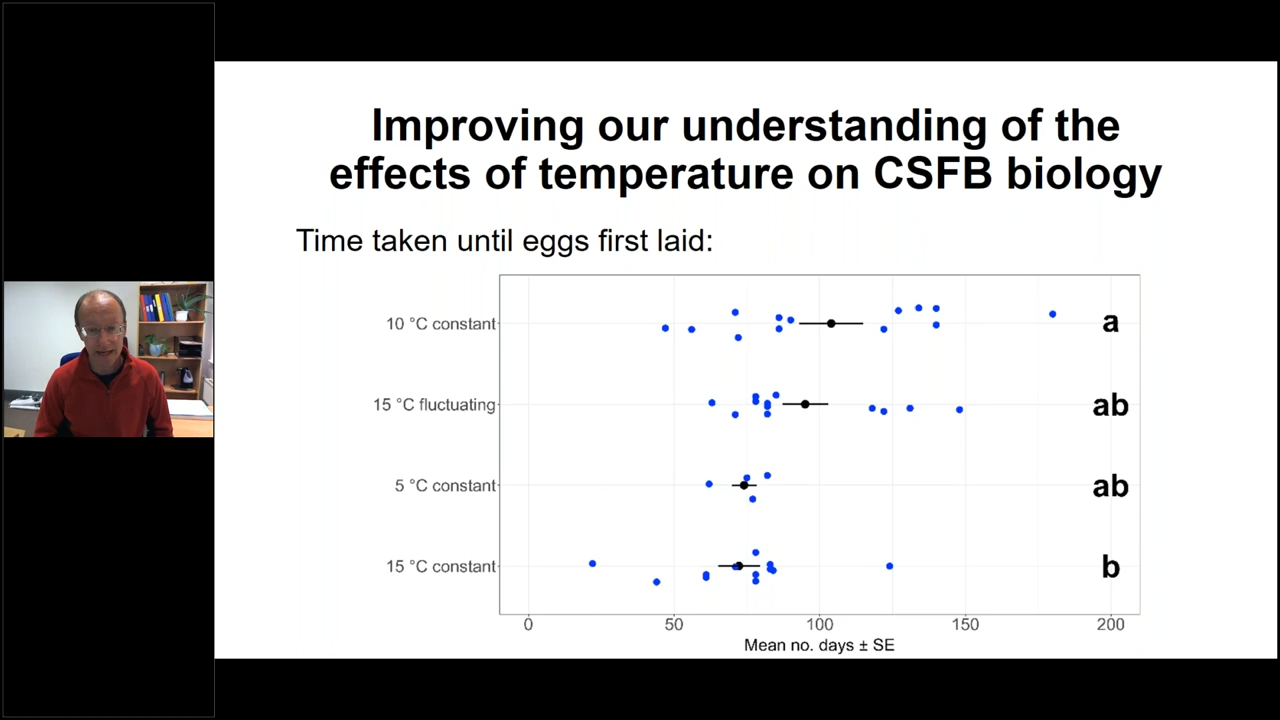 Improving our understanding of the
effects of temperature on CSFB biology
Time taken until eggs first laid:
10 °C constant
a
15 °C fluctuating
ab
5 °C constant
ab
15 °C constant
b
0 50 100 150 200
Mean no. days ± SE